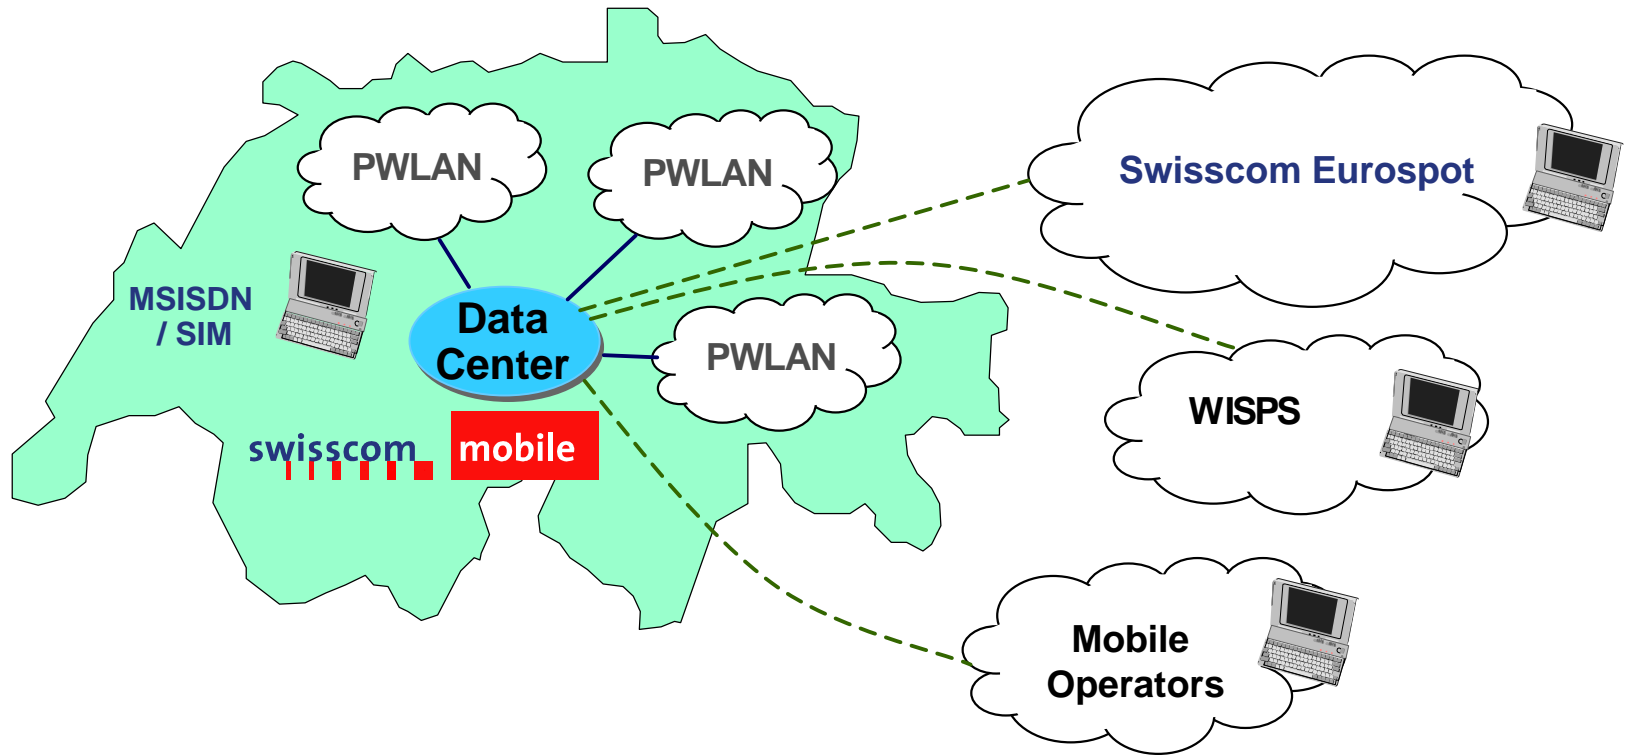 PWLAN
PWLAN
Swisscom Eurospot
MSISDN
/ SIM
Data
Center
PWLAN
WISPS
swisscom mobile
Mobile
Operators